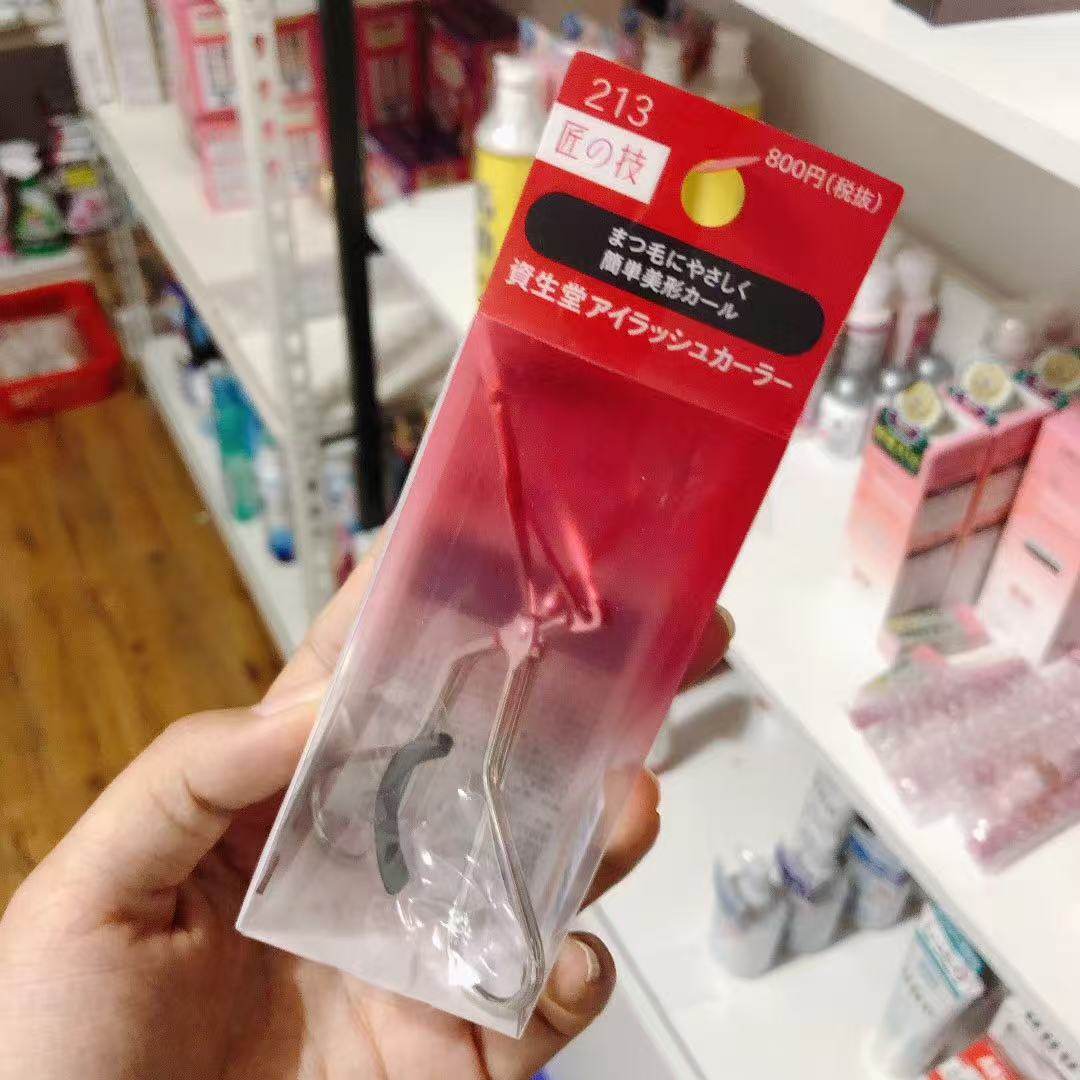 213
匠の技
800円(税抜)
まつ毛にやさしく
簡単美形カール
資生堂アイラッシュカーラー